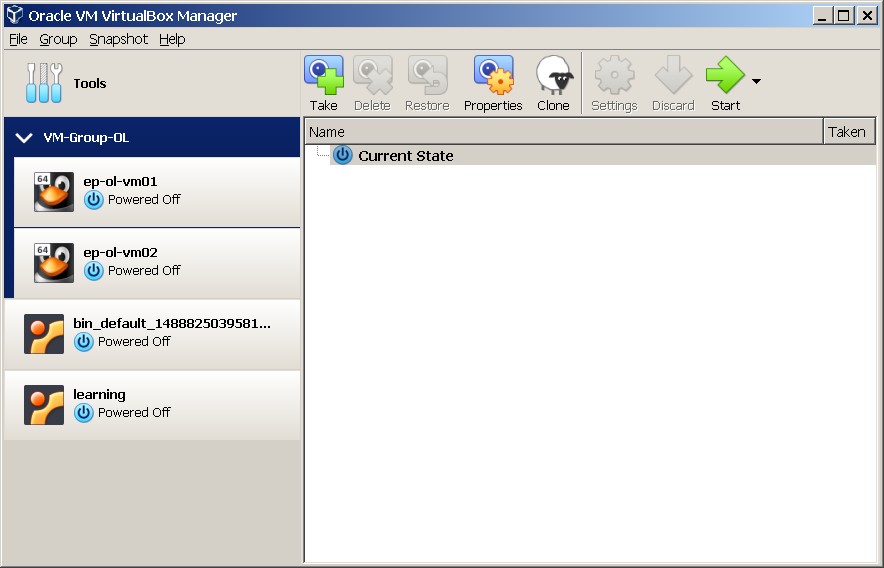 Oracle VM VirtualBox Manager
File Group Snapshot Help
Tools
Take Delete Restore Properties Clone Settings Discard Start
VM-Group-OL
Name Taken
Current State
64
ep-ol-vm01
Powered Off
64
ep-ol-vm02
Powered Off
bin_default_1488825039581...
Powered Off
learning
Powered Off